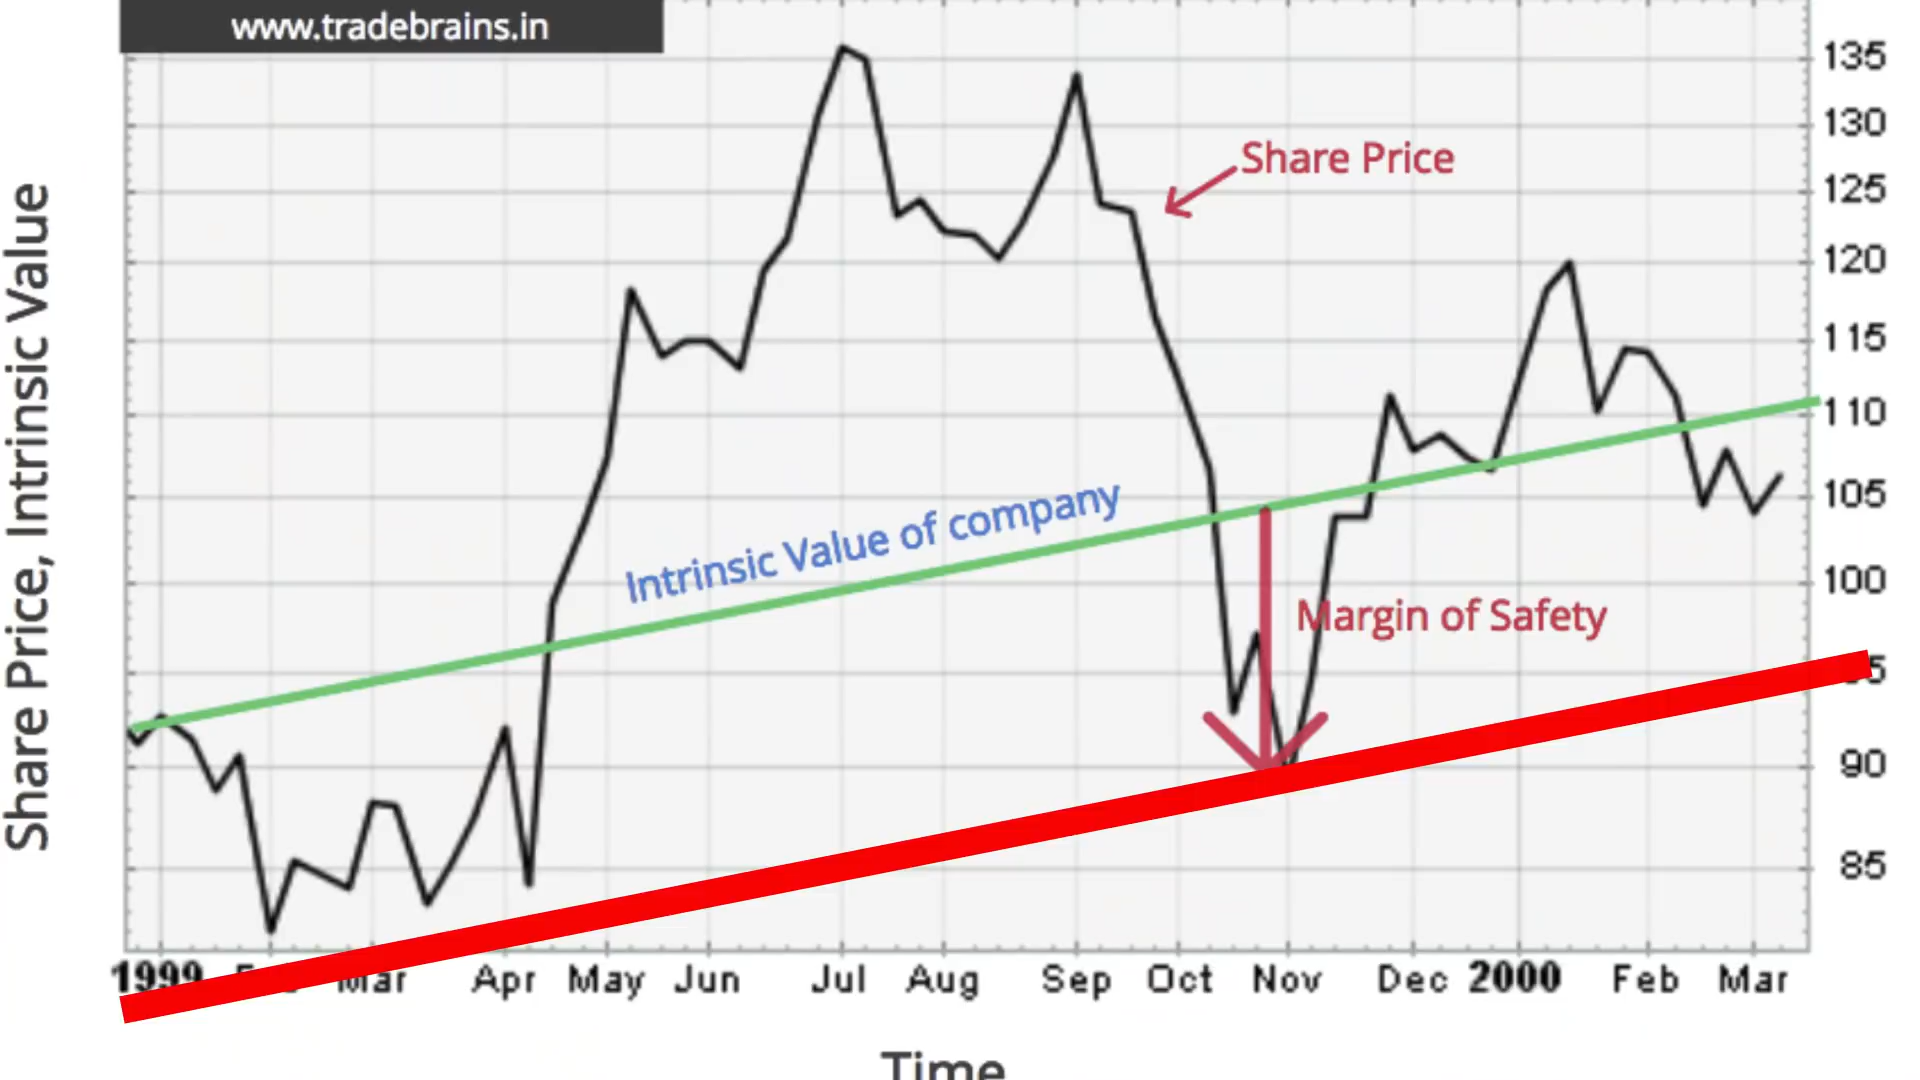 www.tradebrains.in
Share Price, Intrinsic Value
135
130
125
120
115
110
105
100
90
85
Share Price
Intrinsic Value of company
Margin of Safety
1999 Mar Apr May Jun Jul Aug Sep Oct Nov Dec 2000 Feb Mar
Time